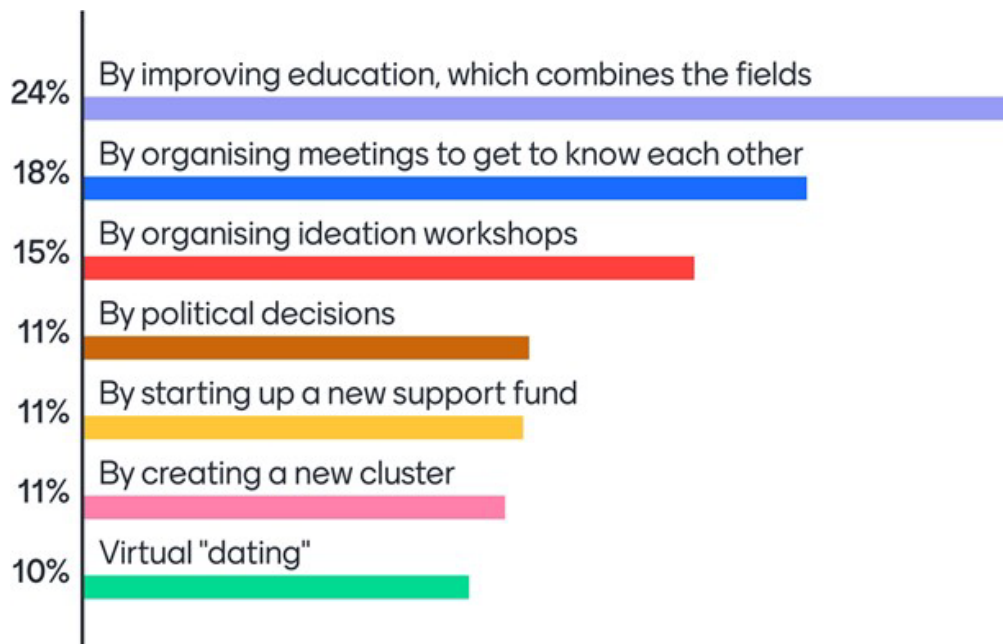 By improving education, which combines the fields
24%
By organising meetings to get to know each other
18%
By organising ideation workshops
15%
By political decisions
11%
By starting up a new support fund
11%
By creating a new cluster
11%
Virtual "dating"
10%